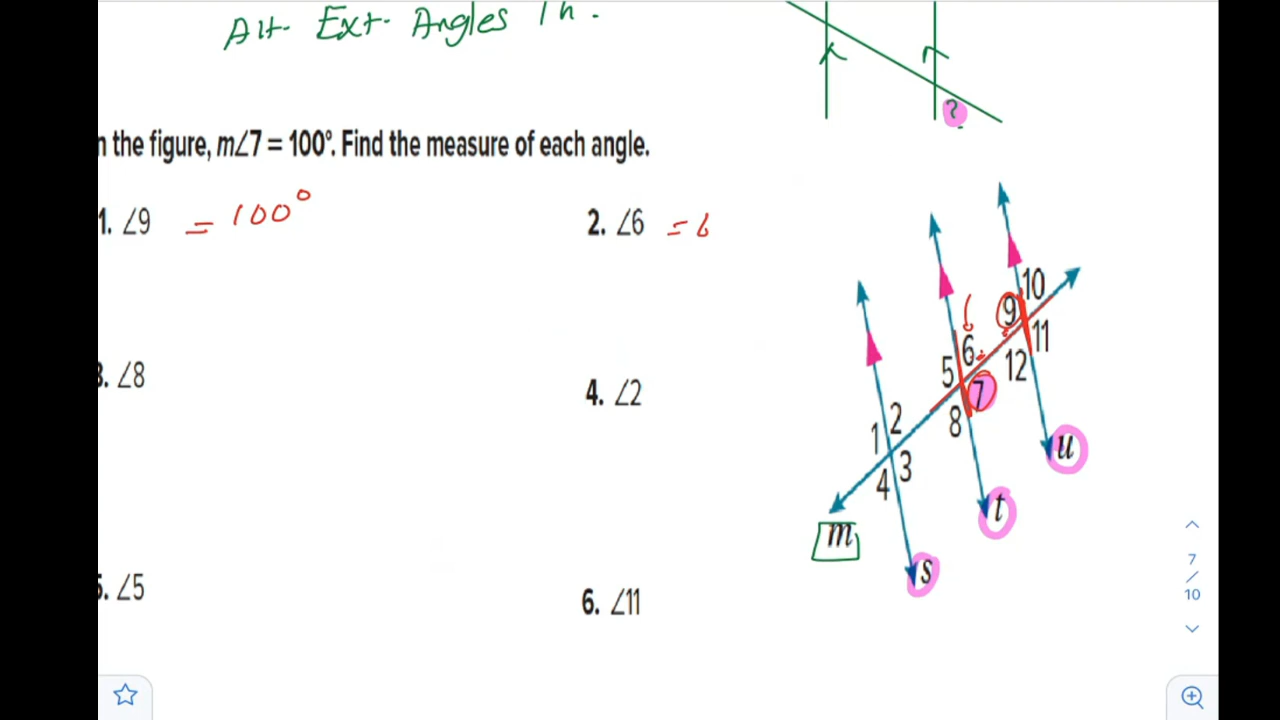 Alt- Ext- Angles Th.
?
n the figure, m∠7 = 100°. Find the measure of each angle.
1. ∠9 = 100°
2. ∠6 = 6
3. ∠8
4. ∠2
5. ∠5
6. ∠11
10
9
11
6
12
5
7
2
8
1
3
4
u
t
m
s
7
/
10